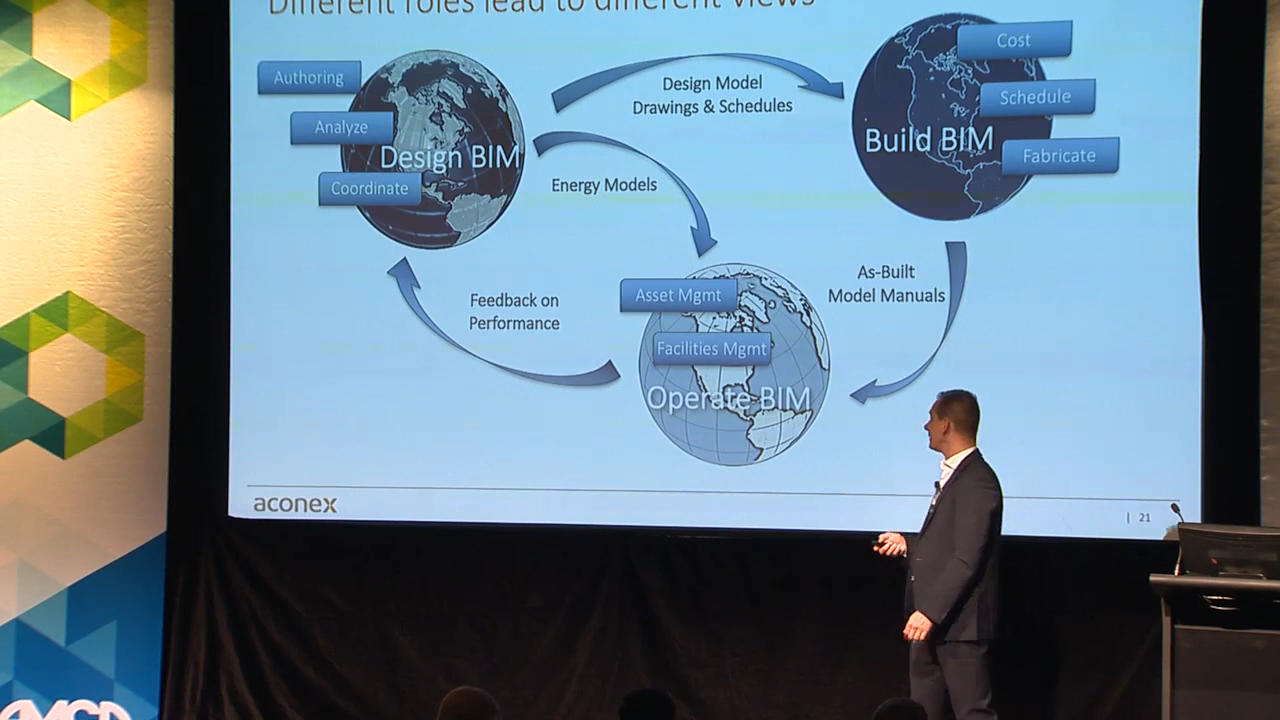 Different roles lead to different views
Authoring
Analyze
Design BIM
Coordinate
Design Model
Drawings & Schedules
Energy Models
Cost
Schedule
Build BIM
Fabricate
Feedback on
Performance
Asset Mgmt
Facilities Mgmt
Operate BIM
As-Built
Model Manuals
aconex
| 21